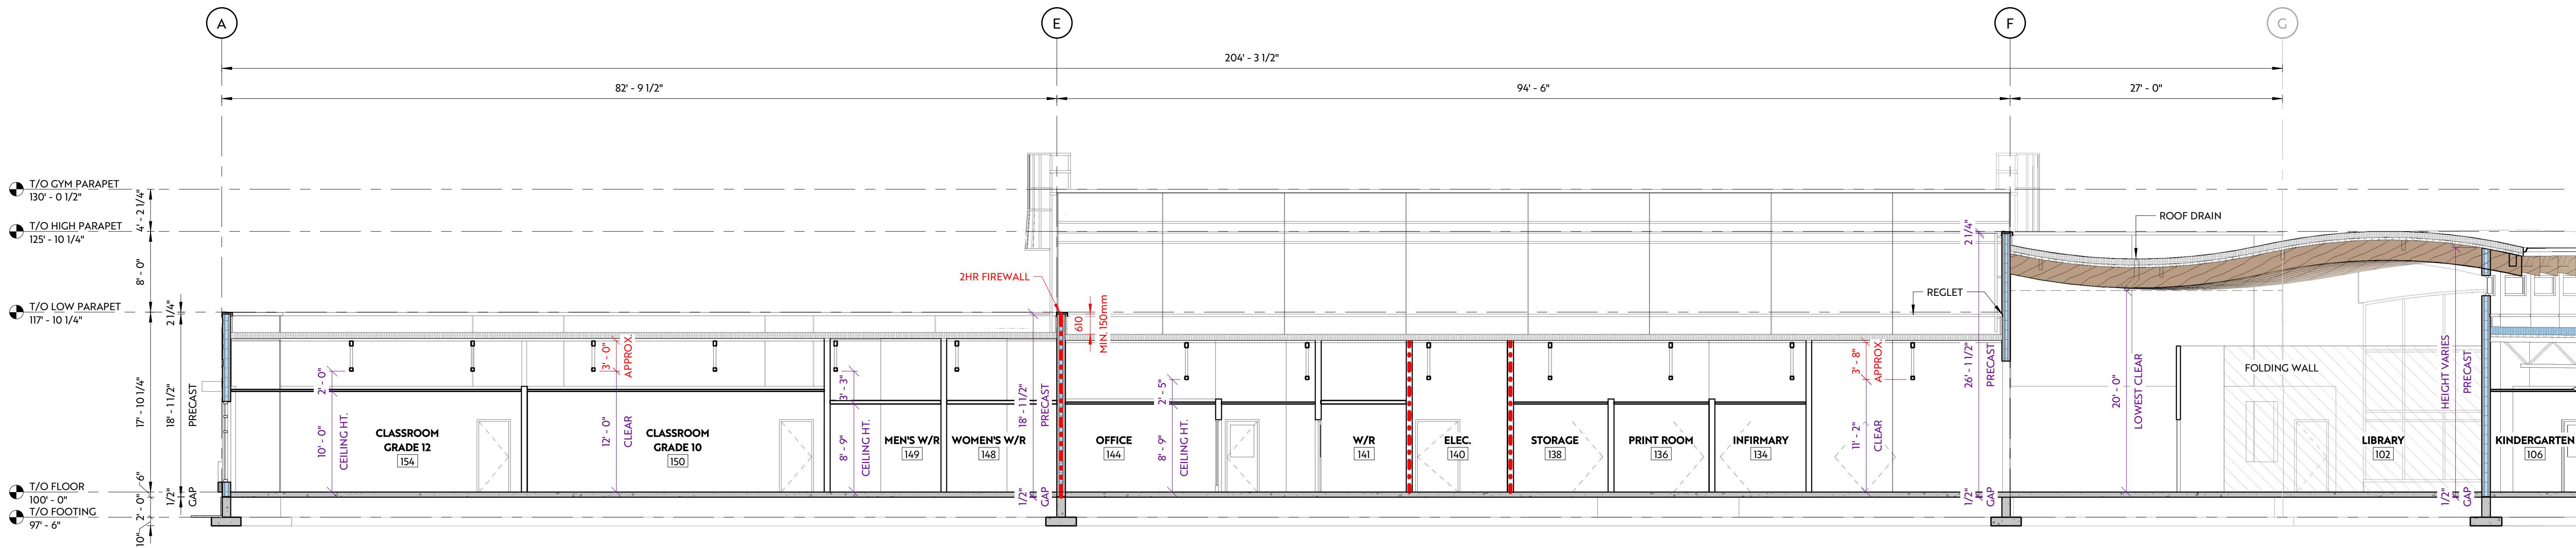 A
E
F
G
204' - 3 1/2"
82' - 9 1/2"
94' - 6"
27' - 0"
T/O GYM PARAPET
130' - 0 1/2"
4' - 2 1/4"
T/O HIGH PARAPET
125' - 10 1/4"
8' - 0"
T/O LOW PARAPET
117' - 10 1/4"
2 1/4"
17' - 10 1/4"
18' - 1 1/2"
PRECAST
6"
T/O FLOOR
100' - 0"
1/2"
GAP
2' - 0"
T/O FOOTING
97' - 6"
10"
2' - 0"
10' - 0"
CEILING HT.
CLASSROOM
GRADE 12
154
3' - 0"
APPROX.
12' - 0"
CLEAR
CLASSROOM
GRADE 10
150
3' - 3"
8' - 9"
CEILING HT.
MEN'S W/R
149
WOMEN'S W/R
148
2HR FIREWALL
18' - 1 1/2"
PRECAST
1/2"
GAP
610
MIN. 150mm
OFFICE
144
2' - 5"
8' - 9"
CEILING HT.
W/R
141
ELEC.
140
STORAGE
138
PRINT ROOM
136
INFIRMARY
134
3' - 8"
APPROX.
11' - 2"
CLEAR
REGLET
2 1/4"
26' - 1 1/2"
PRECAST
1/2"
GAP
ROOF DRAIN
20' - 0"
LOWEST CLEAR
FOLDING WALL
LIBRARY
102
HEIGHT VARIES
PRECAST
1/2"
GAP
KINDERGARTEN
106